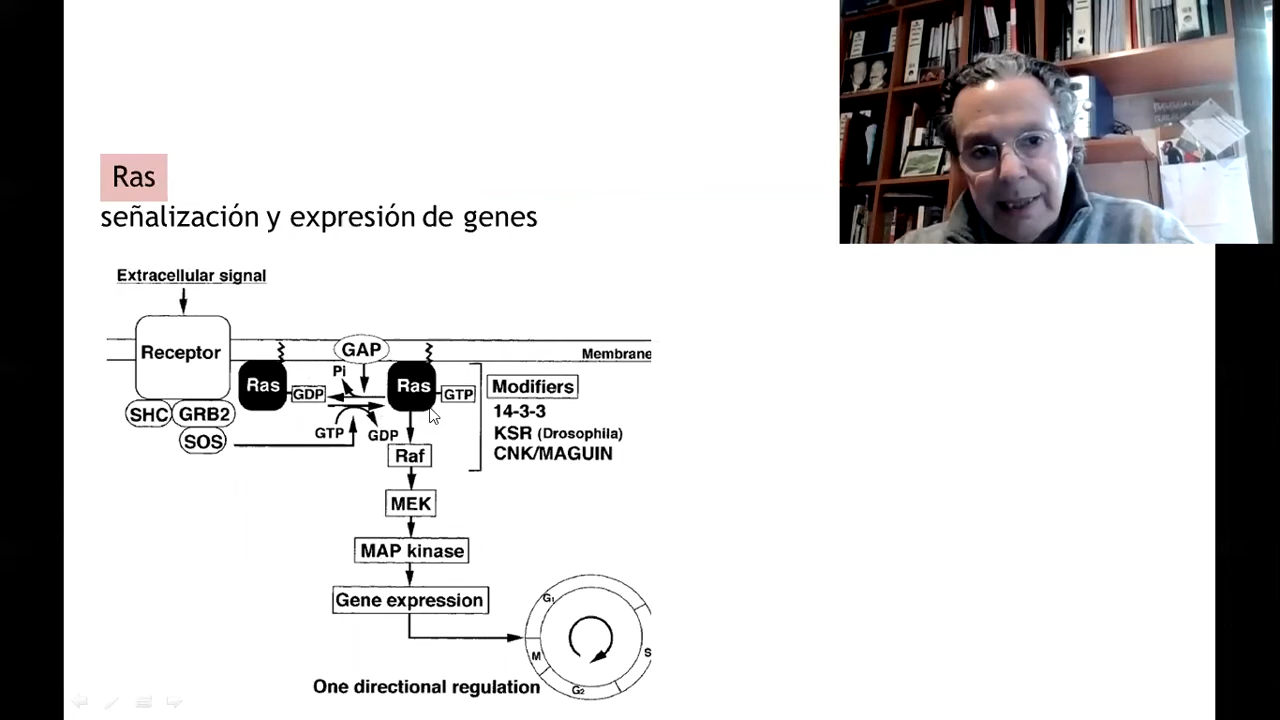 Ras
señalización y expresión de genes
Extracellular signal
Receptor
GAP
Membrane
Ras
GDP
Pi
Ras
GTP
Modifiers
14-3-3
KSR (Drosophila)
CNK/MAGUIN
SHC
GRB2
SOS
GTP
GDP
Raf
MEK
MAP kinase
Gene expression
G1
S
M
G2
One directional regulation